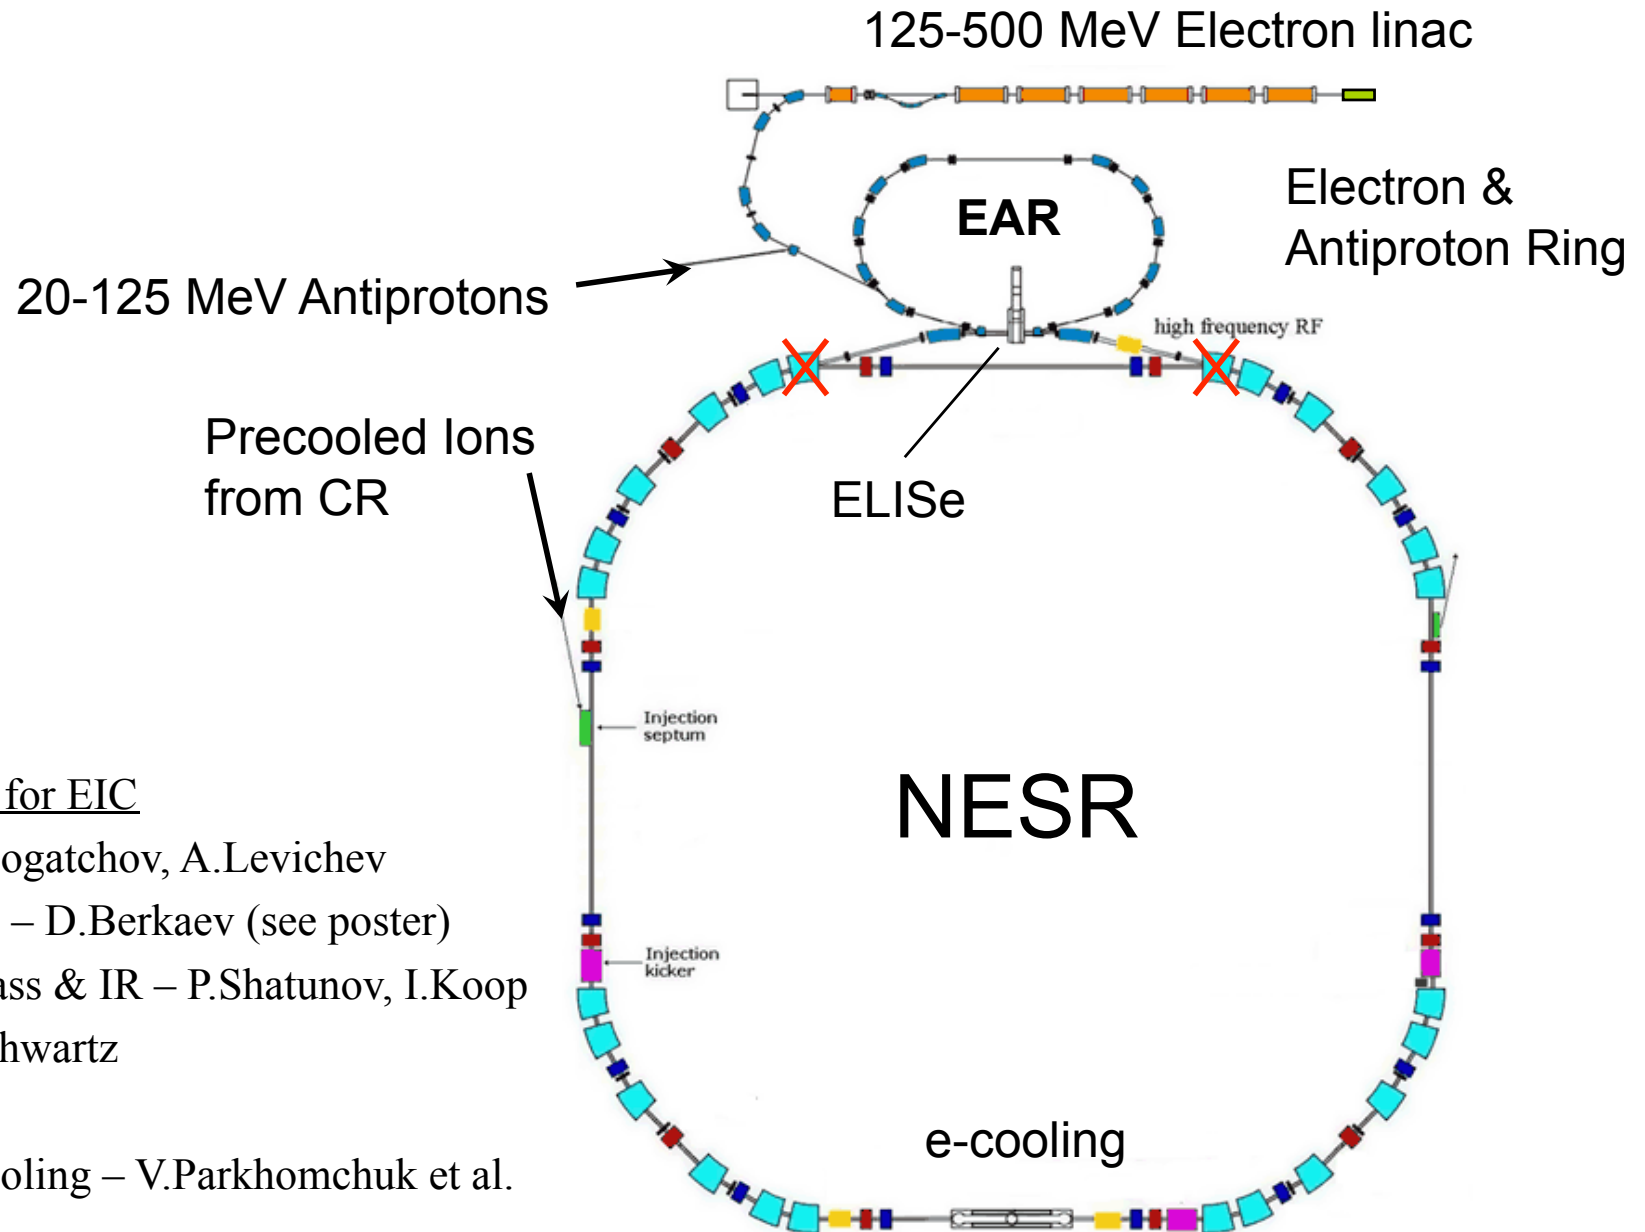 125-500 MeV Electron linac
Electron &
Antiproton Ring
EAR
20-125 MeV Antiprotons
high frequency RF
Precooled Ions
from CR
ELISe
Injection
septum
NESR
for EIC
ogatchov, A.Levichev
– D.Berkaev (see poster)
Injection
kicker
ass & IR – P.Shatunov, I.Koop
hwartz
e-cooling
oling – V.Parkhomchuk et al.